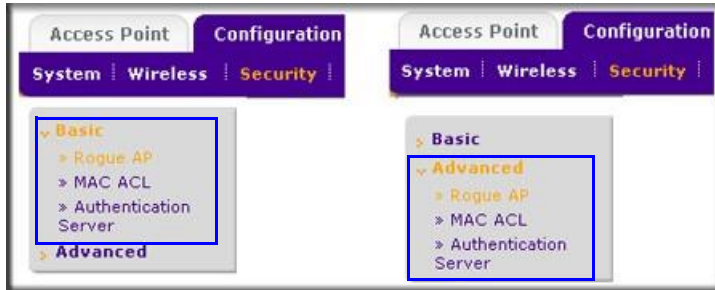 Access Point Configuration
System Wireless Security
Basic
» Rogue AP
» MAC ACL
» Authentication
Server
Advanced
Access Point Configuration
System Wireless Security
Basic
Advanced
» Rogue AP
» MAC ACL
» Authentication
Server